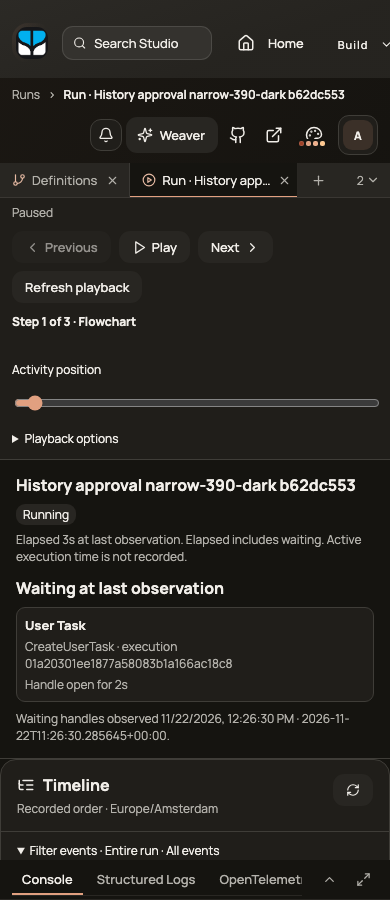 Search Studio
Home
Build
Runs > Run · History approval narrow-390-dark b62dc553
Weaver
A
Definitions
Run · History app...
2
Paused
Previous
Play
Next
Refresh playback
Step 1 of 3 · Flowchart
Activity position
Playback options
History approval narrow-390-dark b62dc553
Running
Elapsed 3s at last observation. Elapsed includes waiting. Active
execution time is not recorded.
Waiting at last observation
User Task
CreateUserTask · execution
01a20301ee1877a58083b1a166ac18c8
Handle open for 2s
Waiting handles observed 11/22/2026, 12:26:30 PM · 2026-11-
22T11:26:30.285645+00:00.
Timeline
Recorded order · Europe/Amsterdam
Filter events · Entire run · All events
Console
Structured Logs
OpenTelemet